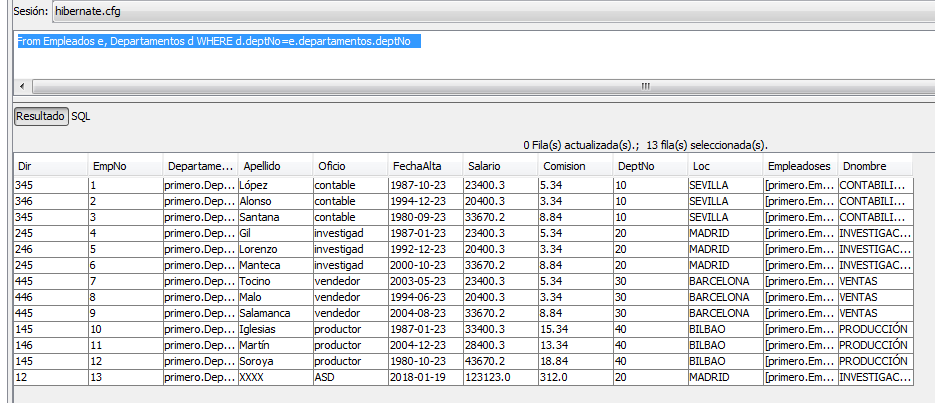 Sesión: hibernate.cfg
From Empleados e, Departamentos d WHERE d.deptNo=e.departamentos.deptNo
Resultado SQL
0 Fila(s) actualizada(s).; 13 fila(s) seleccionada(s).
Dir EmpNo Departame... Apellido Oficio FechaAlta Salario Comision DeptNo Loc Empleadoses Dnombre
345 1 primero.Dep... López contable 1987-10-23 23400.3 5.34 10 SEVILLA [primero.Em... CONTABILI...
346 2 primero.Dep... Alonso contable 1994-12-23 20400.3 3.34 10 SEVILLA [primero.Em... CONTABILI...
345 3 primero.Dep... Santana contable 1980-09-23 33670.2 8.84 10 SEVILLA [primero.Em... CONTABILI...
245 4 primero.Dep... Gil investigad 1987-01-23 23400.3 5.34 20 MADRID [primero.Em... INVESTIGAC...
246 5 primero.Dep... Lorenzo investigad 1992-12-23 20400.3 3.34 20 MADRID [primero.Em... INVESTIGAC...
245 6 primero.Dep... Manteca investigad 2000-10-23 33670.2 8.84 20 MADRID [primero.Em... INVESTIGAC...
445 7 primero.Dep... Tocino vendedor 2003-05-23 23400.3 5.34 30 BARCELONA [primero.Em... VENTAS
446 8 primero.Dep... Malo vendedor 1994-06-23 20400.3 3.34 30 BARCELONA [primero.Em... VENTAS
445 9 primero.Dep... Salamanca vendedor 2004-08-23 33670.2 8.84 30 BARCELONA [primero.Em... VENTAS
145 10 primero.Dep... Iglesias productor 1987-01-23 33400.3 15.34 40 BILBAO [primero.Em... PRODUCCIÓN
146 11 primero.Dep... Martín productor 2004-12-23 28400.3 13.34 40 BILBAO [primero.Em... PRODUCCIÓN
145 12 primero.Dep... Soroya productor 1980-10-23 43670.2 18.84 40 BILBAO [primero.Em... PRODUCCIÓN
12 13 primero.Dep... XXXX ASD 2018-01-19 123123.0 312.0 20 MADRID [primero.Em... INVESTIGAC...